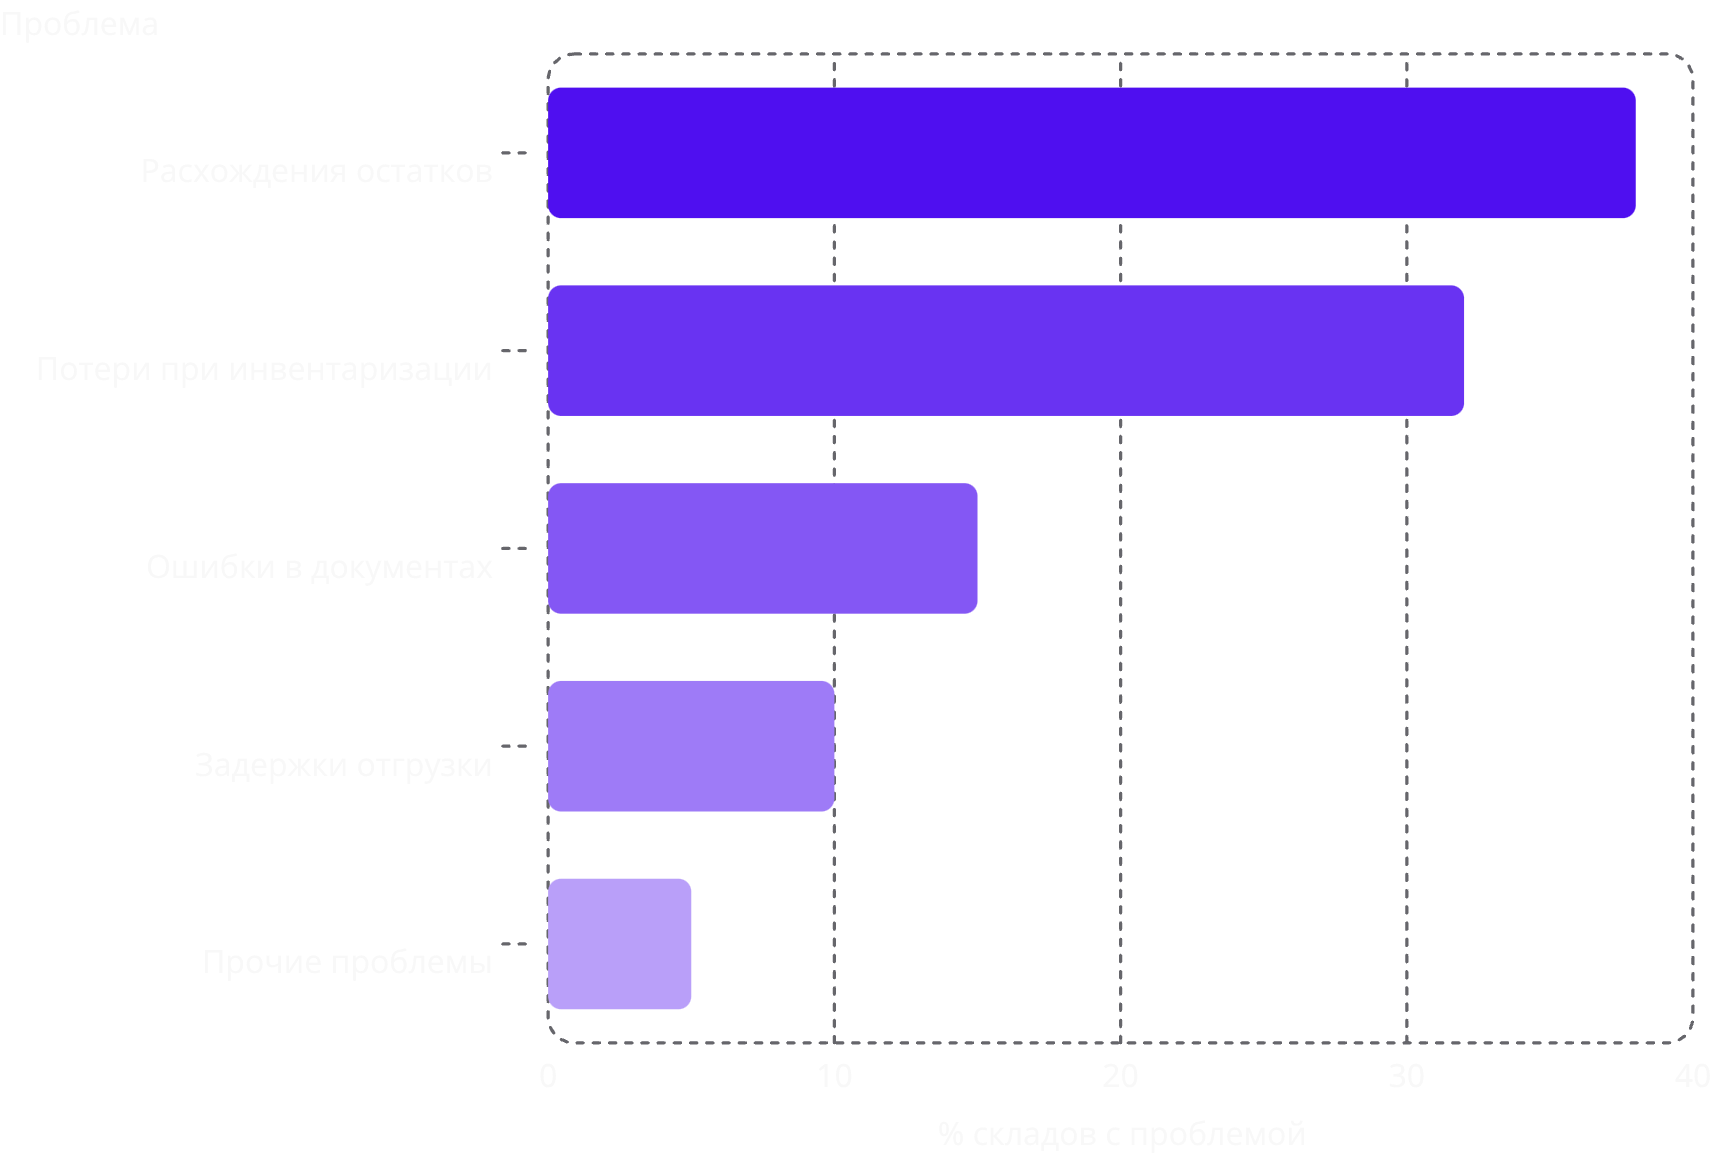 Проблема
Расхождения остатков
Потери при инвентаризации
Ошибки в документах
Задержки отгрузки
Прочие проблемы
0 10 20 30 40
% складов с проблемой